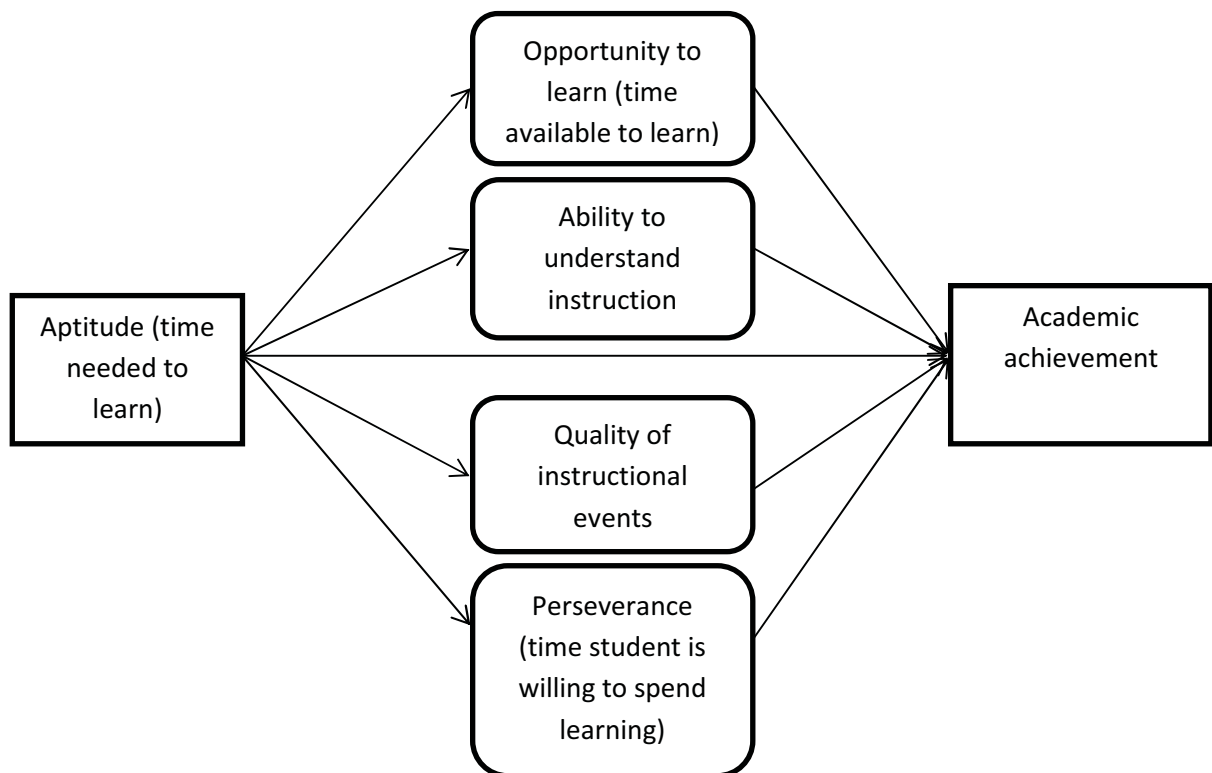 Opportunity to
learn (time
available to learn)
Ability to
understand
instruction
Aptitude (time
needed to
learn)
Academic
achievement
Quality of
instructional
events
Perseverance
(time student is
willing to spend
learning)